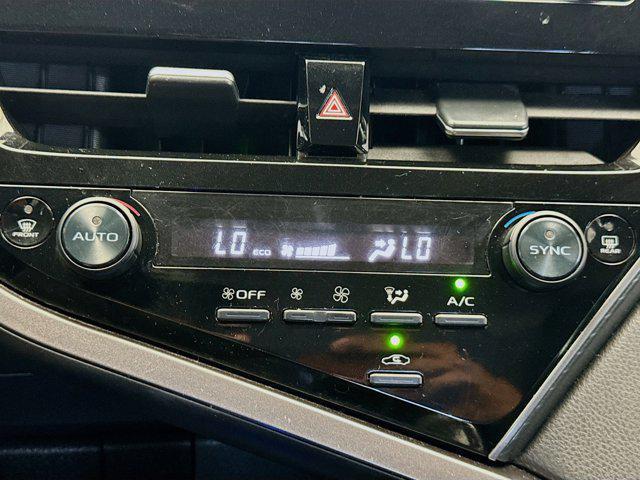 FRONT
AUTO
LO ECO LO
SYNC
REAR
OFF
A/C